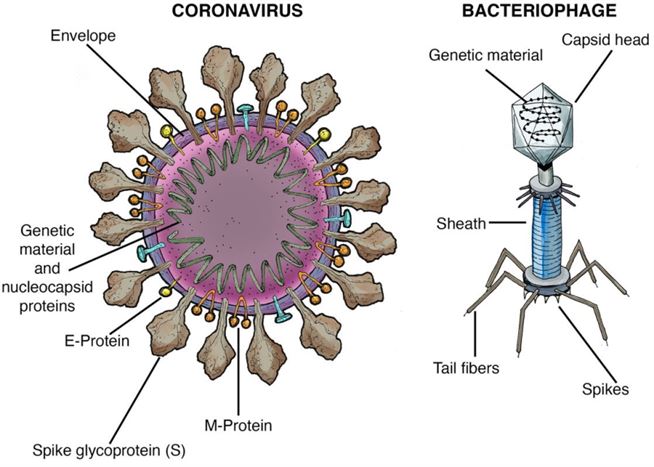 CORONAVIRUS
Envelope
Genetic
material
and
nucleocapsid
proteins
E-Protein
Spike glycoprotein (S)
M-Protein
BACTERIOPHAGE
Genetic material
Capsid head
Sheath
Tail fibers
Spikes